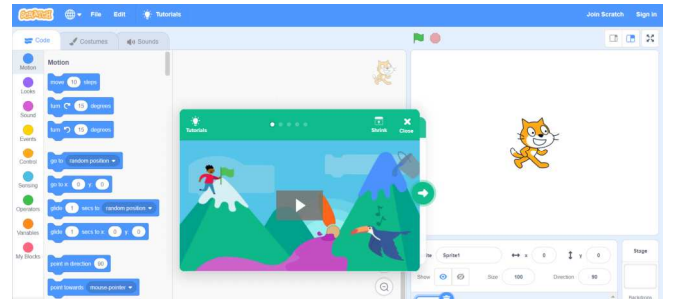 SCRATCH File Edit Tutorials Join Scratch Sign in
Code Costumes Sounds
Motion
Looks
Sound
Events
Control
Sensing
Operators
Variables
My Blocks
Motion
move 10 steps
turn 15 degrees
turn 15 degrees
go to random position
go to x: 0 y: 0
glide 1 secs to random position
glide 1 secs to x: 0 y: 0
point in direction 90
point towards mouse-pointer
Tutorials Shrink Close
Sprite1 x 0 y 0
Show Size 100 Direction 90
Stage
Backdrops